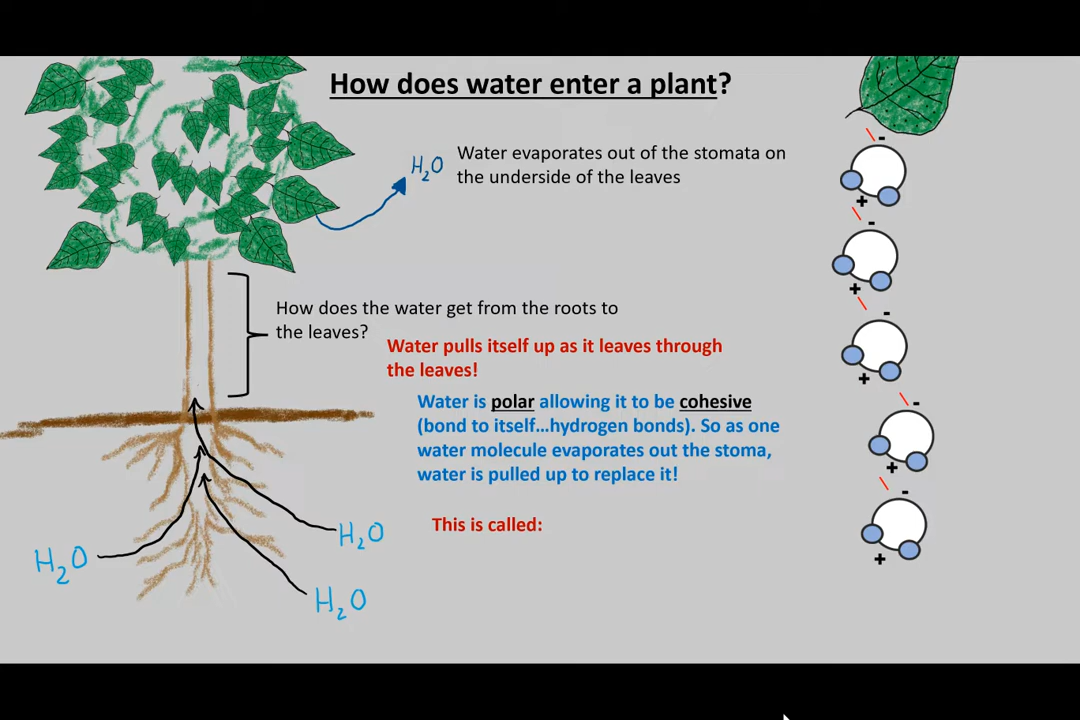 How does water enter a plant?
H₂O
Water evaporates out of the stomata on
the underside of the leaves
How does the water get from the roots to
the leaves?
Water pulls itself up as it leaves through
the leaves!
Water is polar allowing it to be cohesive
(bond to itself...hydrogen bonds). So as one
water molecule evaporates out the stoma,
water is pulled up to replace it!
This is called:
H₂O
H₂O
H₂O
-
+
-
+
-
+
-
+
-
+